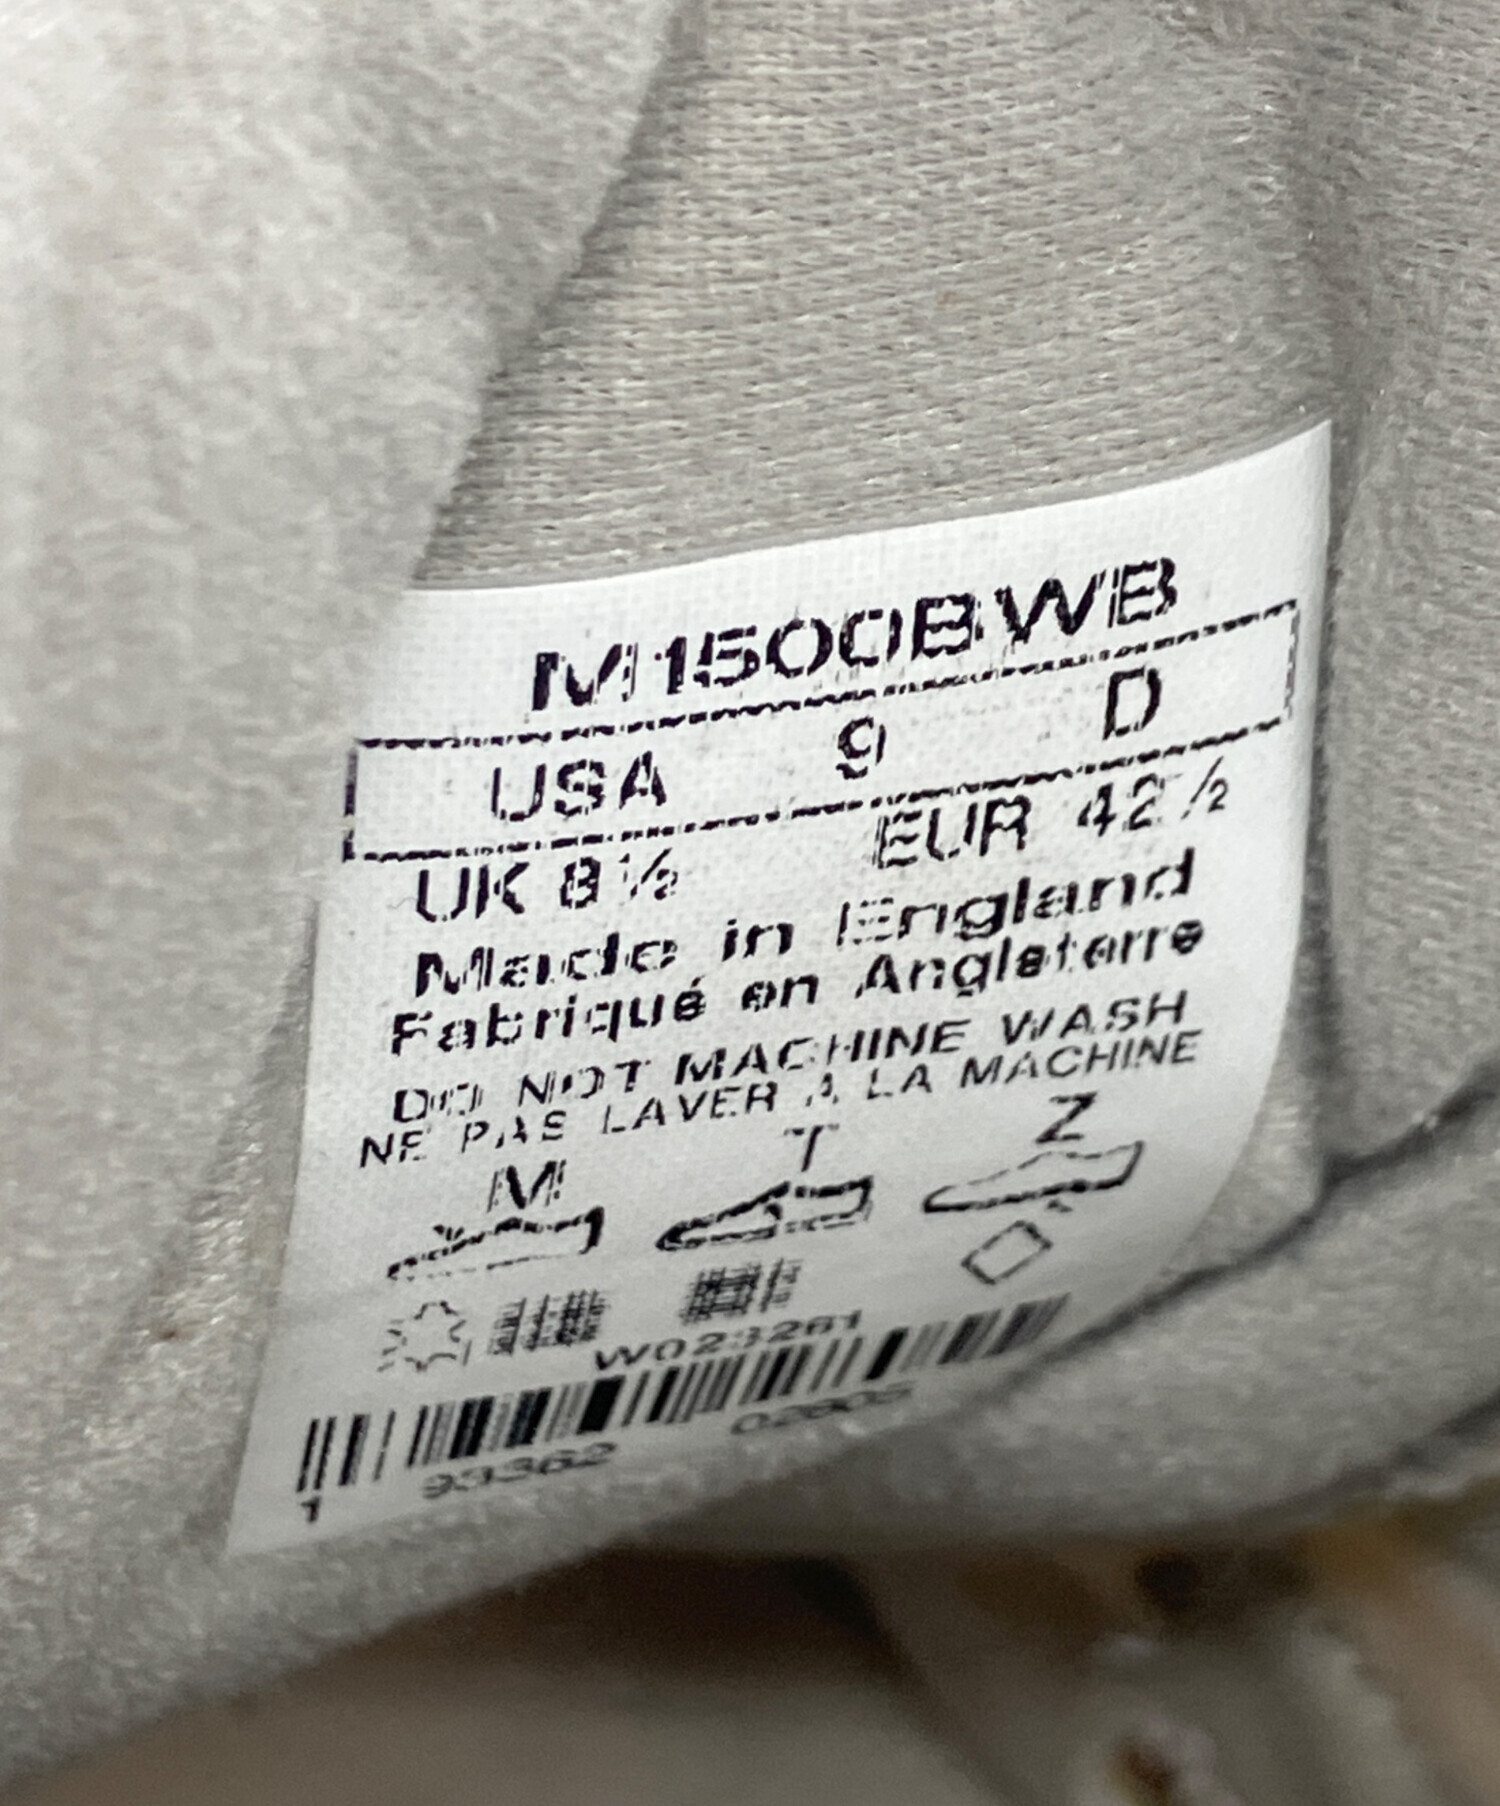 M1500BWB
USA 9 D
UK 8½ EUR 42½
Made in England
Fabriqué en Angleterre
DO NOT MACHINE WASH
NE PAS LAVER A LA MACHINE
M T Z
W023261
1 93362